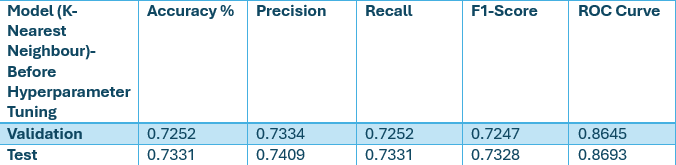 Model (K- Accuracy % Precision Recall F1-Score ROC Curve
Nearest
Neighbour)-
Before
Hyperparameter
Tuning
Validation 0.7252 0.7334 0.7252 0.7247 0.8645
Test 0.7331 0.7409 0.7331 0.7328 0.8693